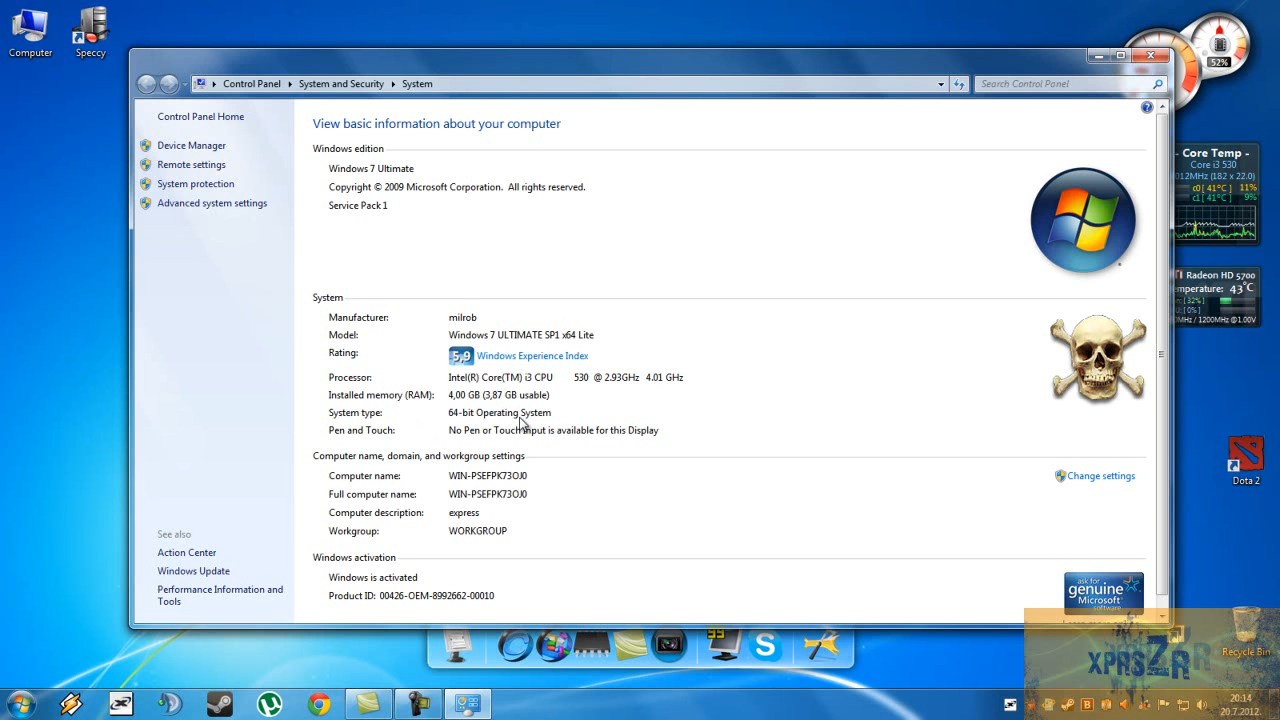 Computer
Speccy
52%
Control Panel System and Security System
Search Control Panel
Control Panel Home
Device Manager
Remote settings
System protection
Advanced system settings
View basic information about your computer
Windows edition
Windows 7 Ultimate
Copyright © 2009 Microsoft Corporation. All rights reserved.
Service Pack 1
System
Manufacturer: milrob
Model: Windows 7 ULTIMATE SP1 x64 Lite
Rating: 5,9 Windows Experience Index
Processor: Intel(R) Core(TM) i3 CPU 530 @ 2.93GHz 4.01 GHz
Installed memory (RAM): 4,00 GB (3,87 GB usable)
System type: 64-bit Operating System
Pen and Touch: No Pen or Touch Input is available for this Display
Computer name, domain, and workgroup settings
Computer name: WIN-PSEFPK73OJ0
Full computer name: WIN-PSEFPK73OJ0
Computer description: express
Workgroup: WORKGROUP
Change settings
Windows activation
Windows is activated
Product ID: 00426-OEM-8992662-00010
ask for
genuine
Microsoft
software
See also
Action Center
Windows Update
Performance Information and
Tools
- Core Temp -
Core i3 530
012MHz (182 x 22.0)
c0[ 41°C] 11%
c1[ 41°C] 9%
Radeon HD 5700
emperature: 43°C
[32%]
[0%]
MHz / 1200MHz @1.00V
Dota 2
Recycle Bin
99
XPRSZRR
20:14
20.7.2012.